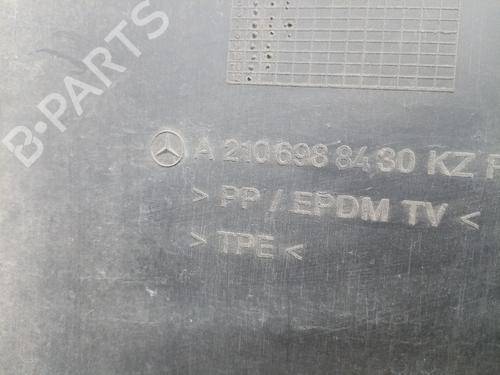 B-PARTS
A 210 698 84 30 KZ
> PP / EPDM TV <
> TPE <